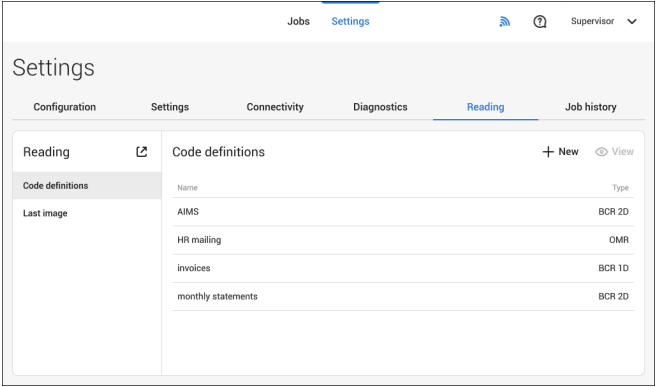 Jobs Settings Supervisor
Settings
Configuration Settings Connectivity Diagnostics Reading Job history
Reading
Code definitions
Last image
Code definitions New View
Name Type
AIMS BCR 2D
HR mailing OMR
invoices BCR 1D
monthly statements BCR 2D